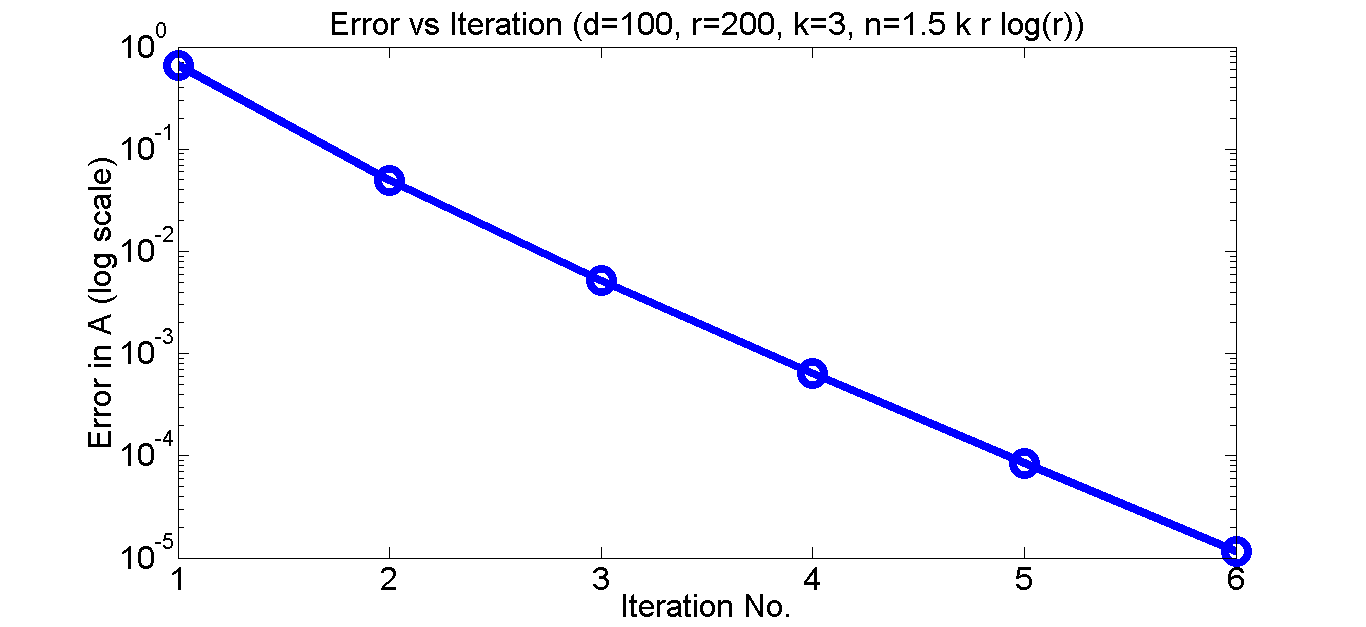 Error vs Iteration (d=100, r=200, k=3, n=1.5 k r log(r))
Error in A (log scale)
10^0
10^-1
10^-2
10^-3
10^-4
10^-5
1 2 3 4 5 6
Iteration No.